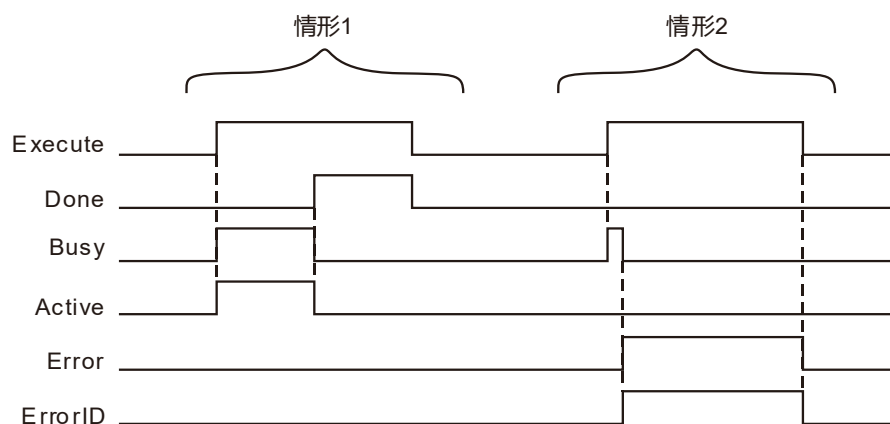 情形1
情形2
Execute
Done
Busy
Active
Error
ErrorID